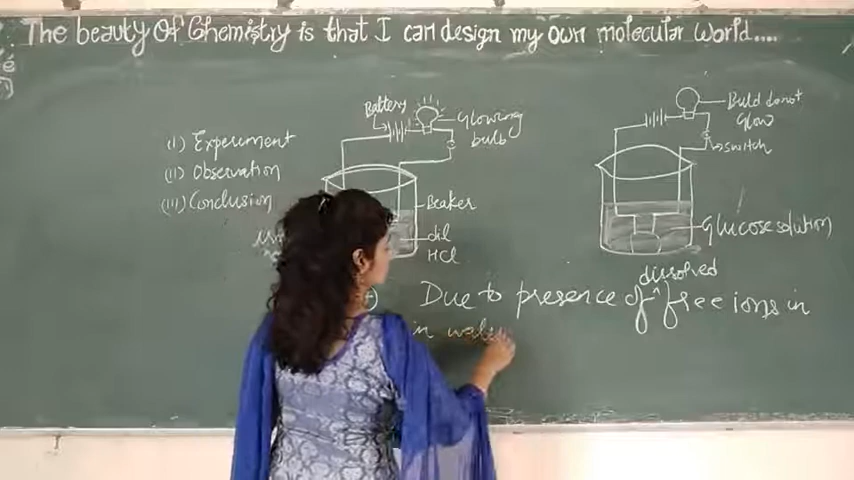 The beauty Of Chemistry is that I can design my own molecular world....
(i) Experiment
(ii) Observation
(iii) Conclusion
Battery
Glowing
bulb
Beaker
dil
HCl
Bulb donot
glow
switch
Glucose solution
dissolved
Due to presence of free ions in
in water